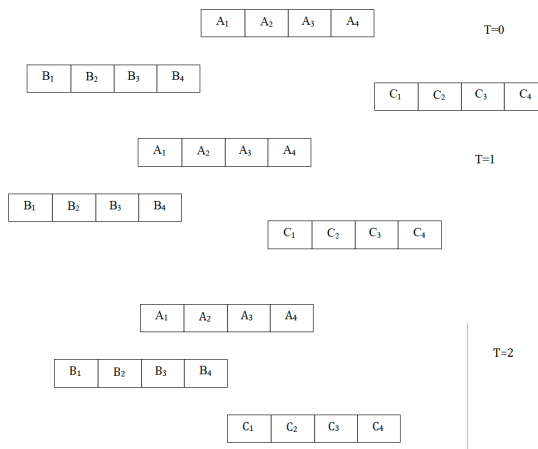 A₁ A₂ A₃ A₄
T=0
B₁ B₂ B₃ B₄
C₁ C₂ C₃ C₄
A₁ A₂ A₃ A₄
T=1
B₁ B₂ B₃ B₄
C₁ C₂ C₃ C₄
A₁ A₂ A₃ A₄
T=2
B₁ B₂ B₃ B₄
C₁ C₂ C₃ C₄